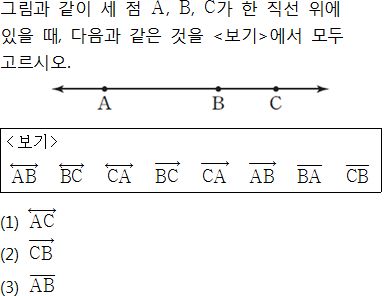 그림과 같이 세 점 A, B, C가 한 직선 위에
있을 때, 다음과 같은 것을 <보기>에서 모두
고르시오.
A B C
<보기>
\overleftrightarrow{AB} \overleftrightarrow{BC} \overleftrightarrow{CA} \overrightarrow{BC} \overrightarrow{CA} \overrightarrow{AB} \overline{BA} \overline{CB}
(1) \overleftrightarrow{AC}
(2) \overrightarrow{CB}
(3) \overline{AB}